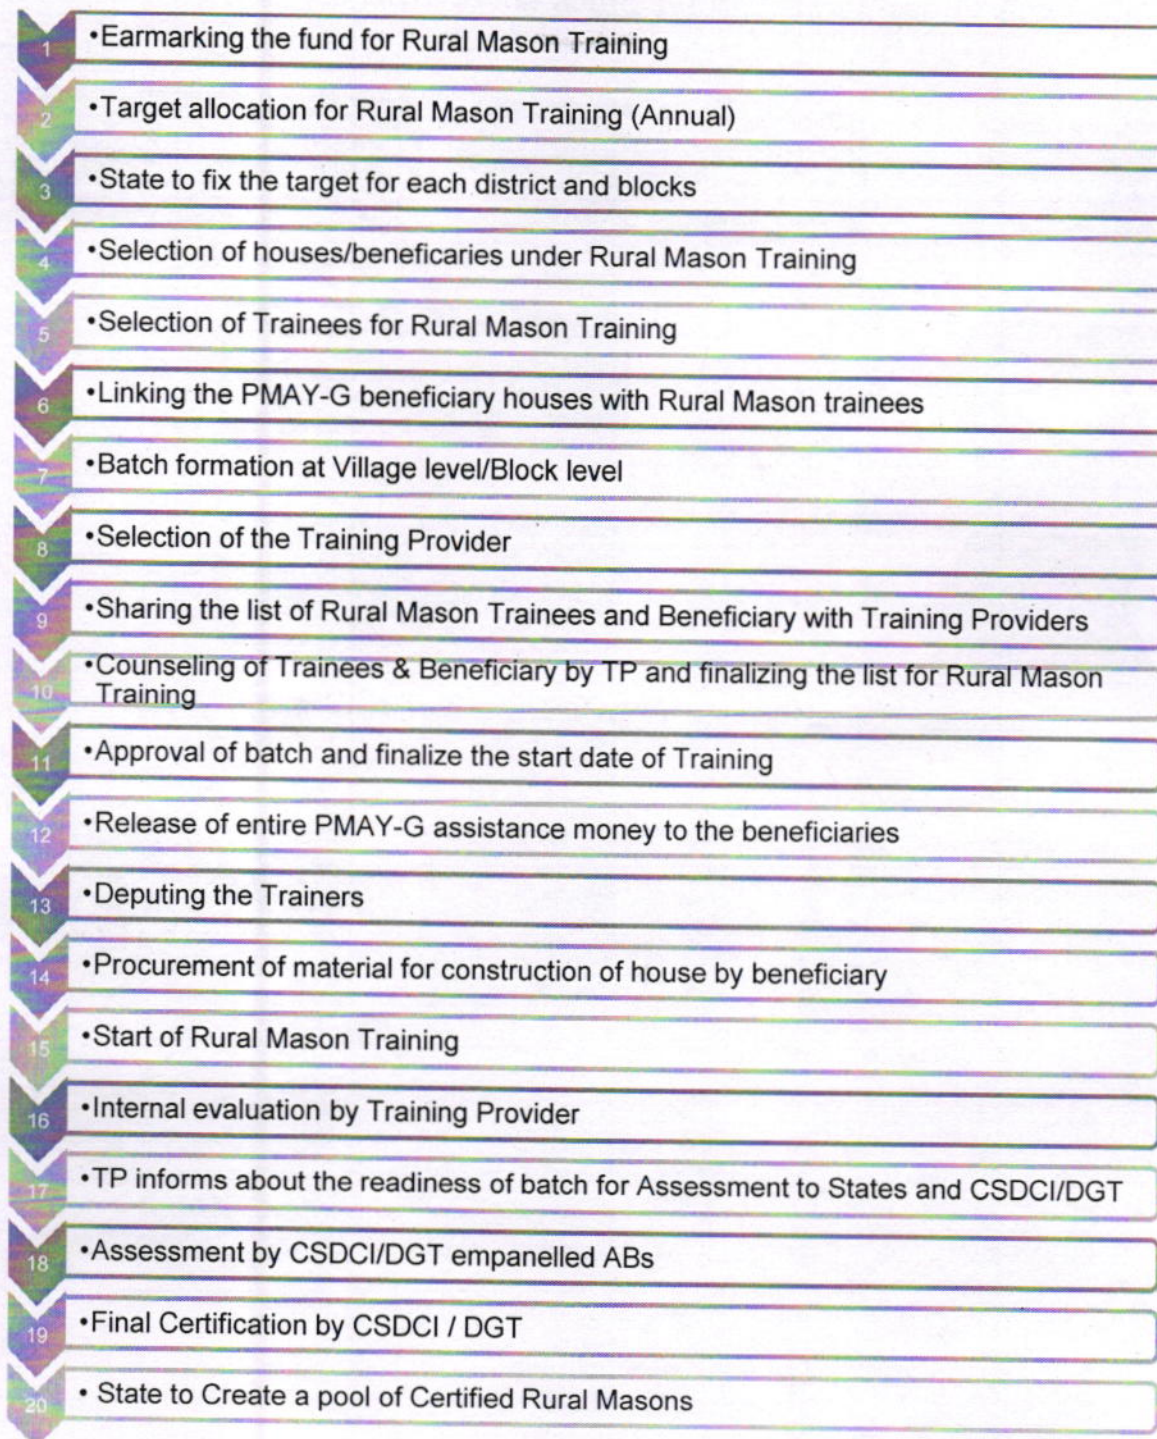 1 •Earmarking the fund for Rural Mason Training
2 •Target allocation for Rural Mason Training (Annual)
3 •State to fix the target for each district and blocks
4 •Selection of houses/beneficaries under Rural Mason Training
5 •Selection of Trainees for Rural Mason Training
6 •Linking the PMAY-G beneficiary houses with Rural Mason trainees
7 •Batch formation at Village level/Block level
8 •Selection of the Training Provider
9 •Sharing the list of Rural Mason Trainees and Beneficiary with Training Providers
10 •Counseling of Trainees & Beneficiary by TP and finalizing the list for Rural Mason
Training
11 •Approval of batch and finalize the start date of Training
12 •Release of entire PMAY-G assistance money to the beneficiaries
13 •Deputing the Trainers
14 •Procurement of material for construction of house by beneficiary
15 •Start of Rural Mason Training
16 •Internal evaluation by Training Provider
17 •TP informs about the readiness of batch for Assessment to States and CSDCI/DGT
18 •Assessment by CSDCI/DGT empanelled ABs
19 •Final Certification by CSDCI / DGT
20 • State to Create a pool of Certified Rural Masons